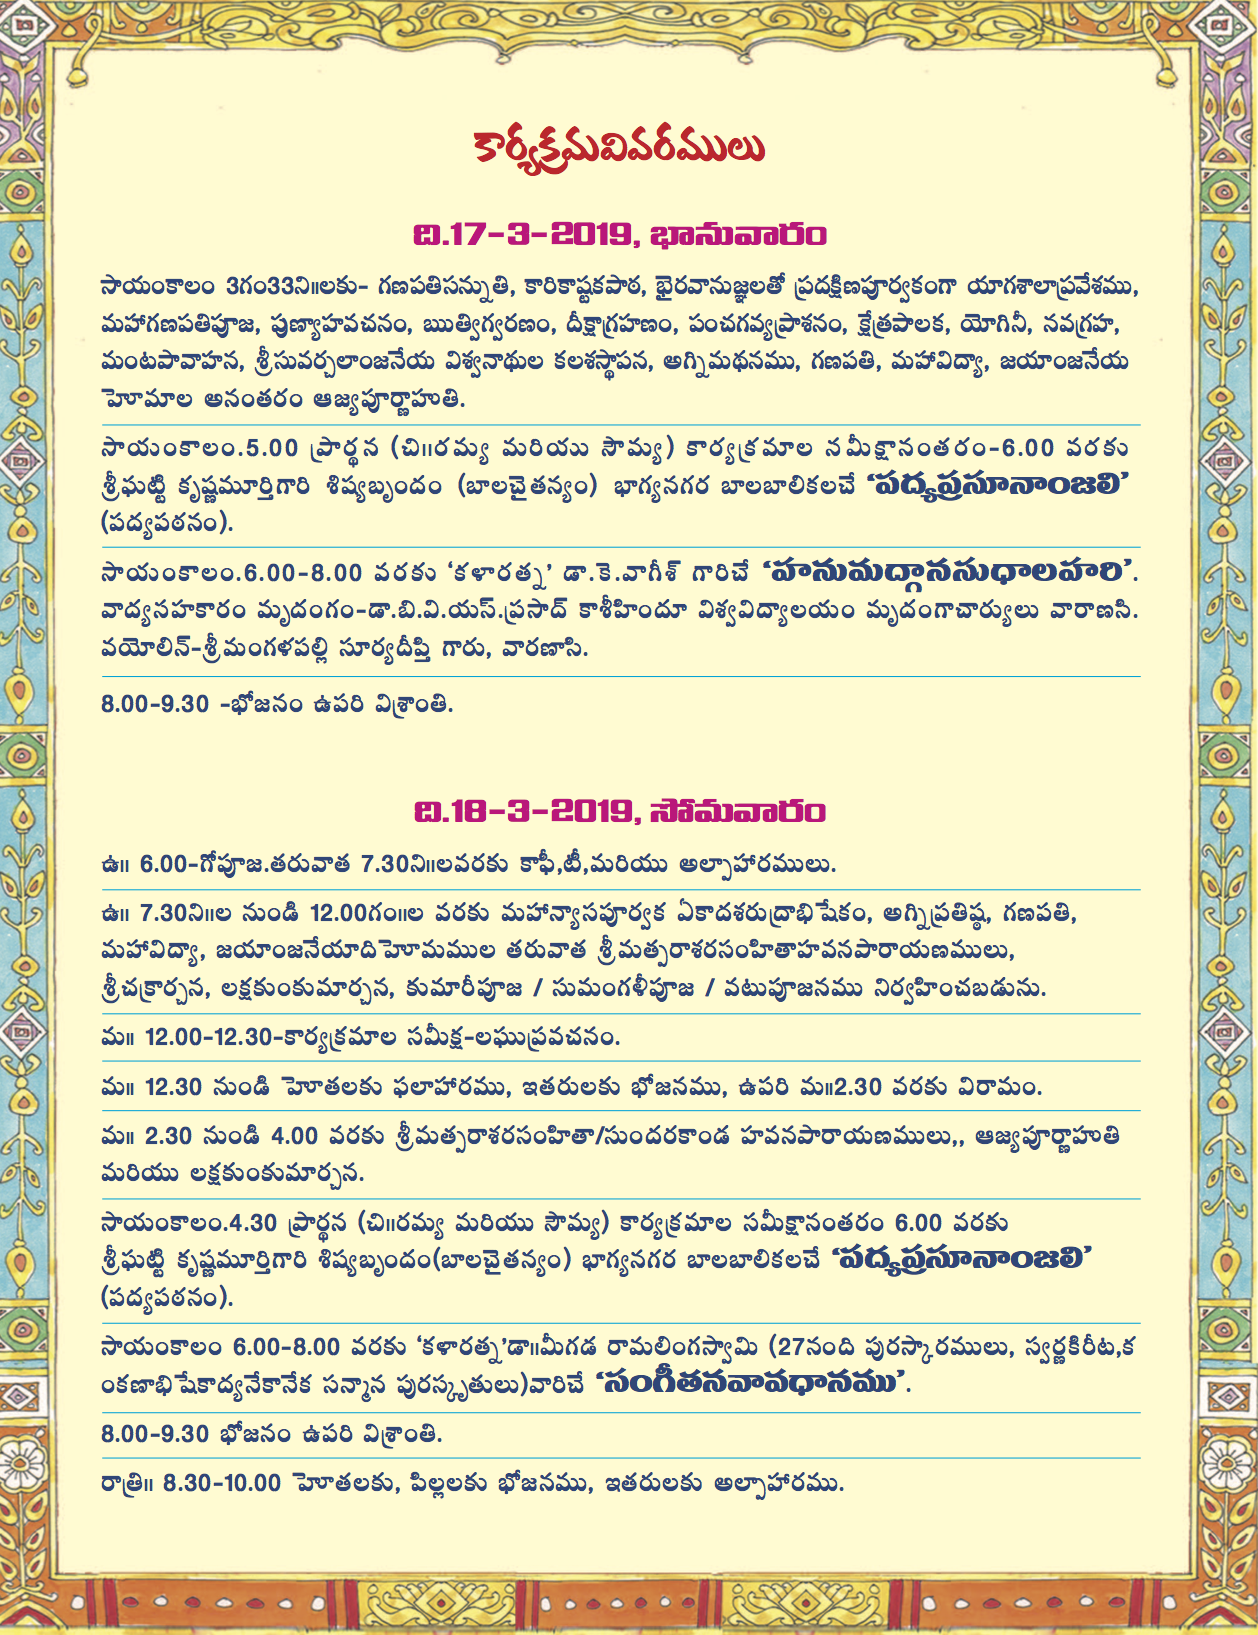 కార్యక్రమవివరములు
ది.17-3-2019, భానువారం
సాయంకాలం 3గం33ని॥లకు- గణపతిసన్నుతి, కారికాష్టకపాఠ, భైరవానుజ్ఞలతో ప్రదక్షిణపూర్వకంగా యాగశాలాప్రవేశము,
మహాగణపతిపూజ, పుణ్యాహవచనం, ఋత్విగ్వరణం, దీక్షాగ్రహణం, పంచగవ్యప్రాశనం, క్షేత్రపాలక, యోగినీ, నవగ్రహ,
మంటపావాహన, శ్రీసువర్చలాంజనేయ విశ్వనాథుల కలశస్థాపన, అగ్నిమథనము, గణపతి, మహావిద్యా, జయాంజనేయ
హెూమాల అనంతరం ఆజ్యపూర్ణాహుతి.
సాయంకాలం.5.00 ప్రార్థన (చి॥రమ్య మరియు సౌమ్య) కార్యక్రమాల నమీక్షానంతరం-6.00 వరకు
శ్రీఘట్టి కృష్ణమూర్తిగారి శిష్యబృందం (బాలచైతన్యం) భాగ్యనగర బాలబాలికలచే ‘పద్యప్రసూనాంజలి’
(పద్యపఠనం).
సాయంకాలం.6.00-8.00 వరకు ‘కళారత్న’ డా.కె.వాగీశ్ గారిచే ‘హనుమద్గానసుధాలహరి’.
వాద్యసహకారం మృదంగం-డా.బి.వి.యస్.ప్రసాద్ కాశీహిందూ విశ్వవిద్యాలయం మృదంగాచార్యులు వారాణసి.
వయోలిన్-శ్రీమంగళపల్లి సూర్యదీప్తి గారు, వారణాసి.
8.00-9.30 -భోజనం ఉపరి విశ్రాంతి.
ది.18-3-2019, సోమవారం
ఉ॥ 6.00-గోపూజ.తరువాత 7.30ని॥లవరకు కాఫీ,టీ,మరియు అల్పాహారములు.
ఉ॥ 7.30ని॥ల నుండి 12.00గం॥ల వరకు మహాన్యాసపూర్వక ఏకాదశరుద్రాభిషేకం, అగ్నిప్రతిష్ఠ, గణపతి,
మహావిద్యా, జయాంజనేయాదిహెూమముల తరువాత శ్రీమత్పరాశరసంహితాహవనపారాయణములు,
శ్రీచక్రార్చన, లక్షకుంకుమార్చన, కుమారీపూజ / సుమంగళీపూజ / వటుపూజనము నిర్వహించబడును.
మ॥ 12.00-12.30-కార్యక్రమాల సమీక్ష-లఘుప్రవచనం.
మ॥ 12.30 నుండి హెూతలకు ఫలాహారము, ఇతరులకు భోజనము, ఉపరి మ॥2.30 వరకు విరామం.
మ॥ 2.30 నుండి 4.00 వరకు శ్రీమత్పరాశరసంహితా/సుందరకాండ హవనపారాయణములు,, ఆజ్యపూర్ణాహుతి
మరియు లక్షకుంకుమార్చన.
సాయంకాలం.4.30 ప్రార్థన (చి॥రమ్య మరియు సౌమ్య) కార్యక్రమాల సమీక్షానంతరం 6.00 వరకు
శ్రీఘట్టి కృష్ణమూర్తిగారి శిష్యబృందం(బాలచైతన్యం) భాగ్యనగర బాలబాలికలచే ‘పద్యప్రసూనాంజలి’
(పద్యపఠనం).
సాయంకాలం 6.00-8.00 వరకు ‘కళారత్న’డా॥మీగడ రామలింగస్వామి (27నంది పురస్కారములు, స్వర్ణకిరీట,క
ంకణాభిషేకాద్యనేకానేక సన్మాన పురస్కృతులు)వారిచే ‘సంగీతనవావధానము’.
8.00-9.30 భోజనం ఉపరి విశ్రాంతి.
రాత్రి॥ 8.30-10.00 హెూతలకు, పిల్లలకు భోజనము, ఇతరులకు అల్పాహారము.